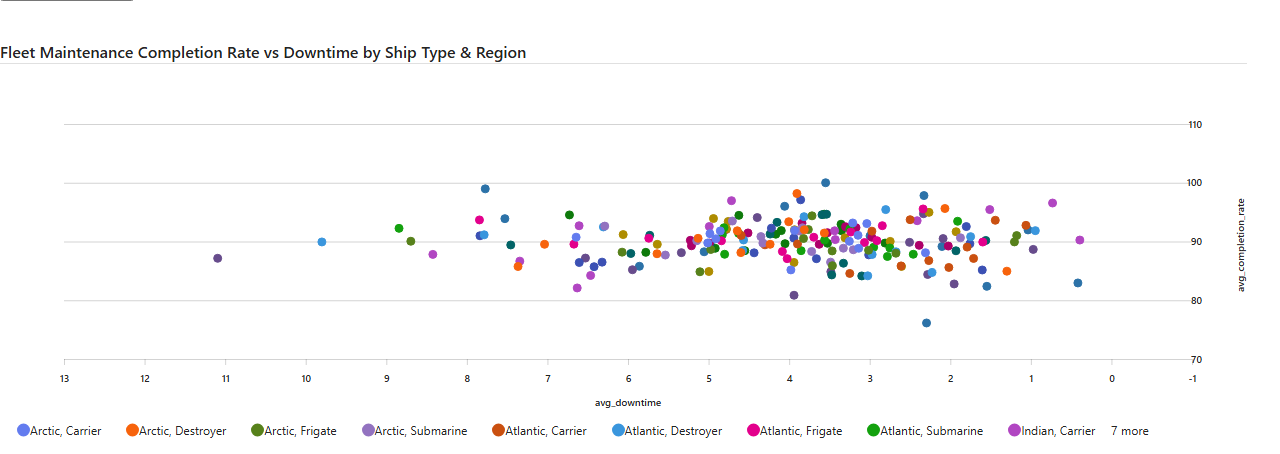 Fleet Maintenance Completion Rate vs Downtime by Ship Type & Region
110
100
90
80
70
avg_completion_rate
13 12 11 10 9 8 7 6 5 4 3 2 1 0 -1
avg_downtime
Arctic, Carrier Arctic, Destroyer Arctic, Frigate Arctic, Submarine Atlantic, Carrier Atlantic, Destroyer Atlantic, Frigate Atlantic, Submarine Indian, Carrier 7 more